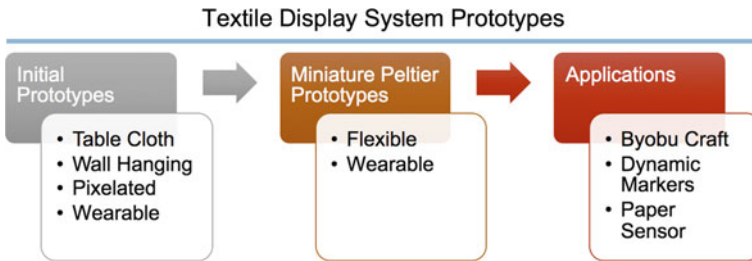 Textile Display System Prototypes
Initial
Prototypes
• Table Cloth
• Wall Hanging
• Pixelated
• Wearable
Miniature Peltier
Prototypes
• Flexible
• Wearable
Applications
• Byobu Craft
• Dynamic
Markers
• Paper
Sensor